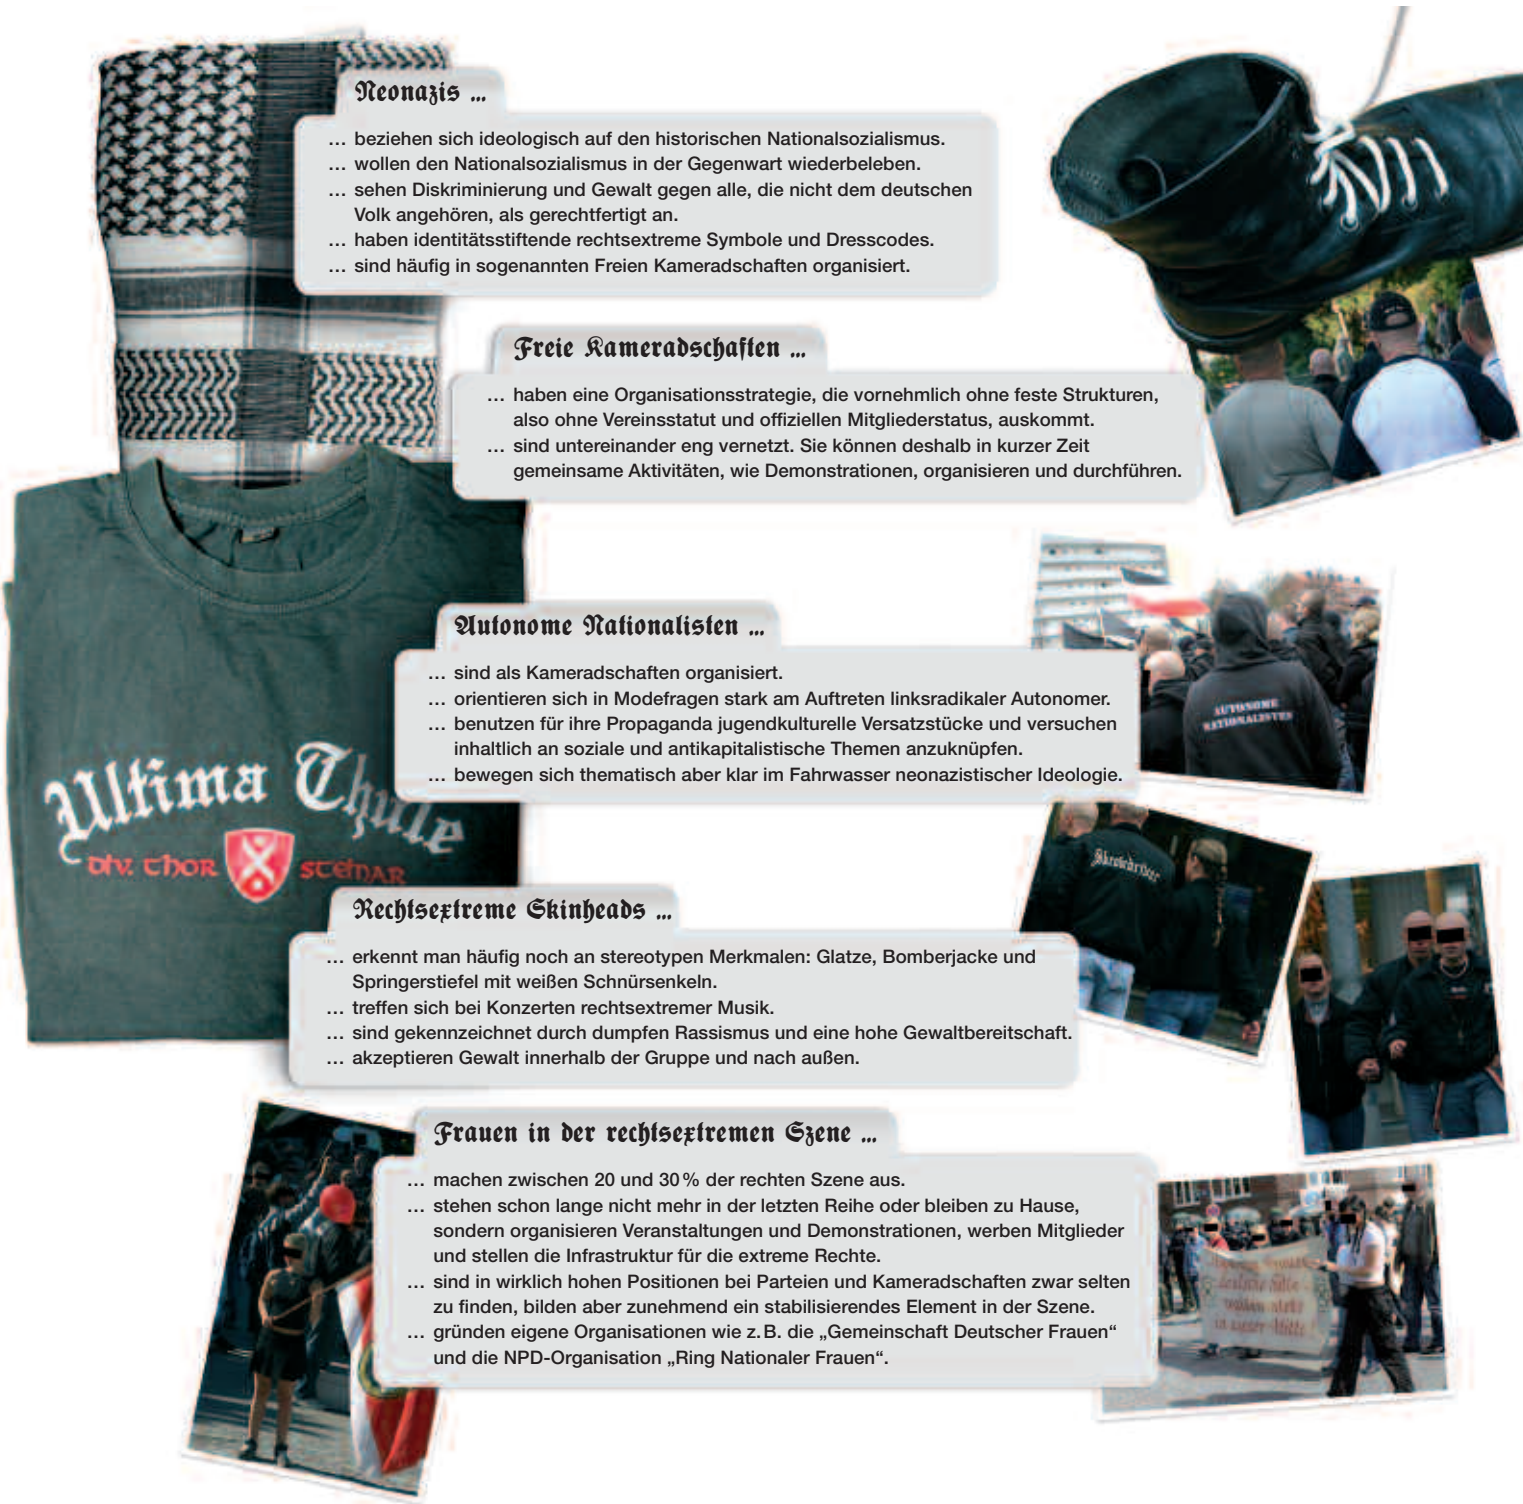 Neonazis ...
... beziehen sich ideologisch auf den historischen Nationalsozialismus.
... wollen den Nationalsozialismus in der Gegenwart wiederbeleben.
... sehen Diskriminierung und Gewalt gegen alle, die nicht dem deutschen
Volk angehören, als gerechtfertigt an.
... haben identitätsstiftende rechtsextreme Symbole und Dresscodes.
... sind häufig in sogenannten Freien Kameradschaften organisiert.
Freie Kameradschaften ...
... haben eine Organisationsstrategie, die vornehmlich ohne feste Strukturen,
also ohne Vereinsstatut und offiziellen Mitgliederstatus, auskommt.
... sind untereinander eng vernetzt. Sie können deshalb in kurzer Zeit
gemeinsame Aktivitäten, wie Demonstrationen, organisieren und durchführen.
Autonome Nationalisten ...
... sind als Kameradschaften organisiert.
... orientieren sich in Modefragen stark am Auftreten linksradikaler Autonomer.
... benutzen für ihre Propaganda jugendkulturelle Versatzstücke und versuchen
inhaltlich an soziale und antikapitalistische Themen anzuknüpfen.
... bewegen sich thematisch aber klar im Fahrwasser neonazistischer Ideologie.
AUTONOME
NATIONALISTEN
Ultima Thule
DIV. THOR STEINAR
Skrewdriver
Rechtsextreme Skinheads ...
... erkennt man häufig noch an stereotypen Merkmalen: Glatze, Bomberjacke und
Springerstiefel mit weißen Schnürsenkeln.
... treffen sich bei Konzerten rechtsextremer Musik.
... sind gekennzeichnet durch dumpfen Rassismus und eine hohe Gewaltbereitschaft.
... akzeptieren Gewalt innerhalb der Gruppe und nach außen.
Frauen in der rechtsextremen Szene ...
... machen zwischen 20 und 30 % der rechten Szene aus.
... stehen schon lange nicht mehr in der letzten Reihe oder bleiben zu Hause,
sondern organisieren Veranstaltungen und Demonstrationen, werben Mitglieder
und stellen die Infrastruktur für die extreme Rechte.
... sind in wirklich hohen Positionen bei Parteien und Kameradschaften zwar selten
zu finden, bilden aber zunehmend ein stabilisierendes Element in der Szene.
... gründen eigene Organisationen wie z. B. die „Gemeinschaft Deutscher Frauen“
und die NPD-Organisation „Ring Nationaler Frauen“.
in unser Mitte